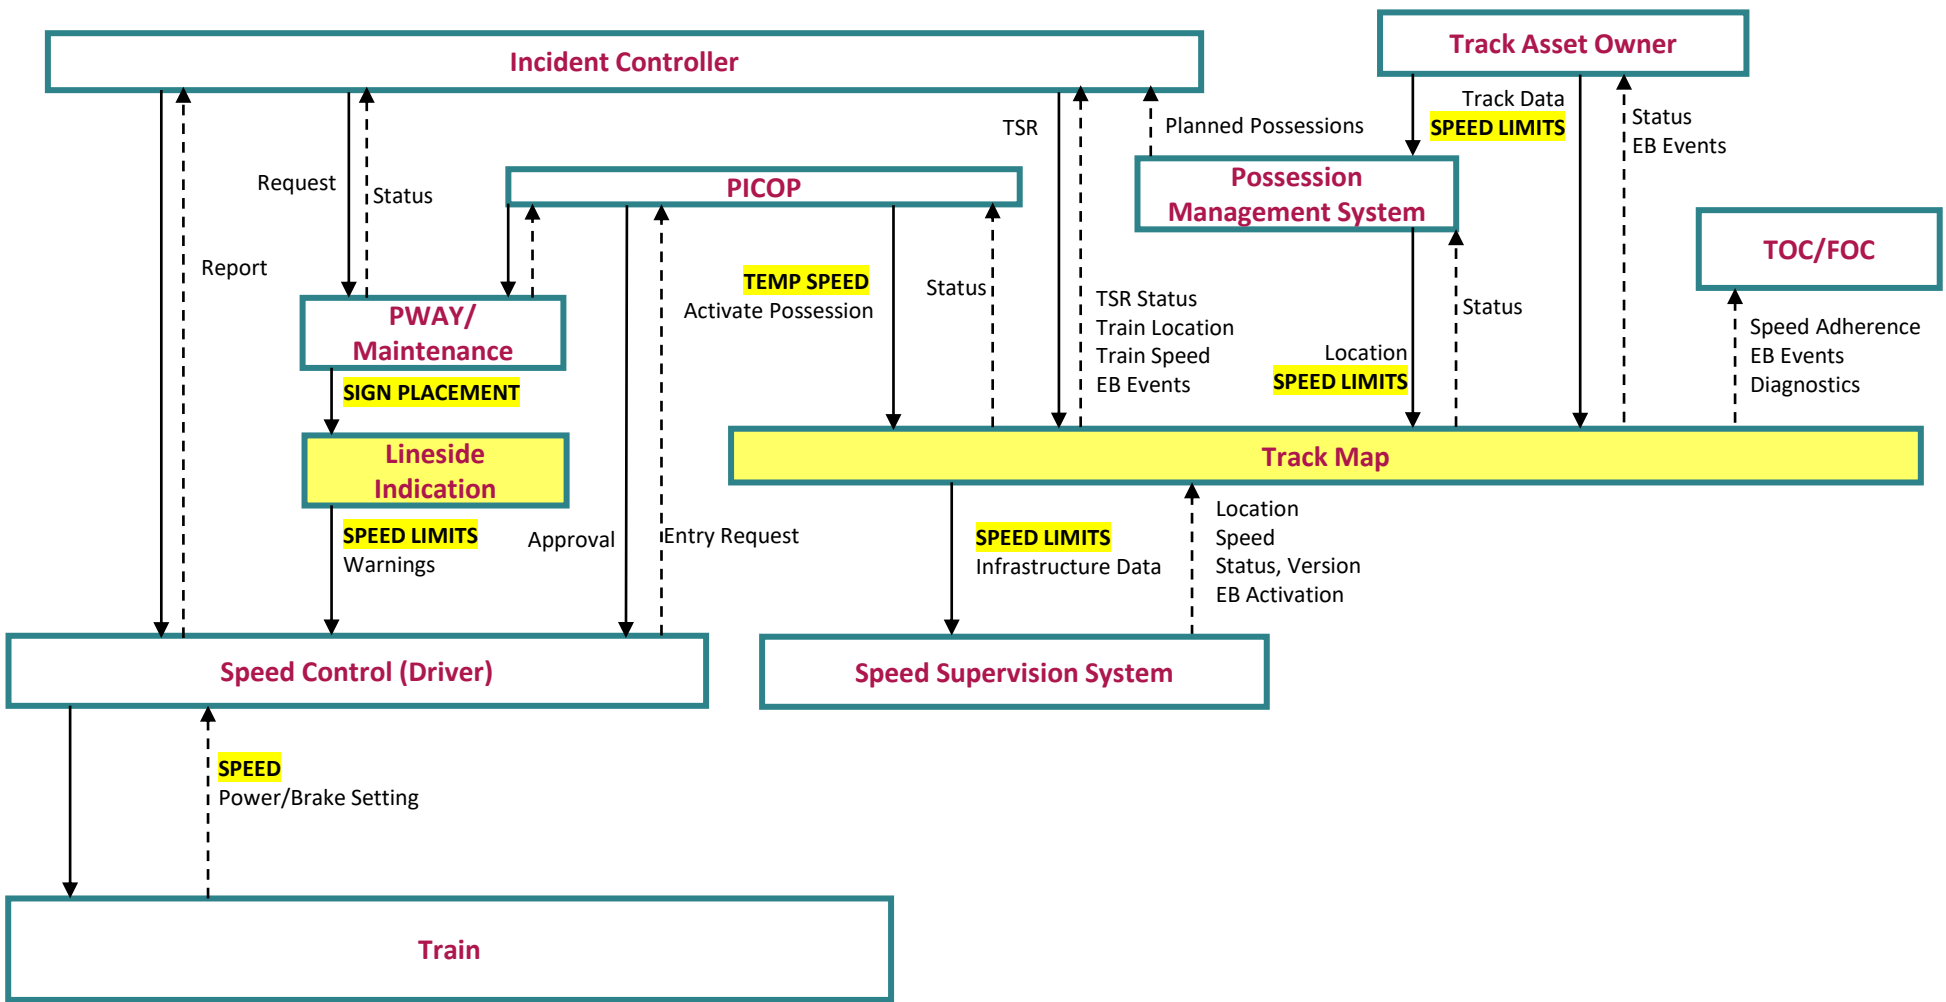 Incident Controller
Track Asset Owner
TSR
Planned Possessions
Track Data
SPEED LIMITS
Status
EB Events
Request
Status
PICOP
Possession
Management System
TOC/FOC
Report
TEMP SPEED
Activate Possession
Status
TSR Status
Train Location
Train Speed
EB Events
Location
SPEED LIMITS
Status
Speed Adherence
EB Events
Diagnostics
PWAY/
Maintenance
SIGN PLACEMENT
Lineside
Indication
Track Map
SPEED LIMITS
Warnings
Approval
Entry Request
SPEED LIMITS
Infrastructure Data
Location
Speed
Status, Version
EB Activation
Speed Control (Driver)
Speed Supervision System
SPEED
Power/Brake Setting
Train